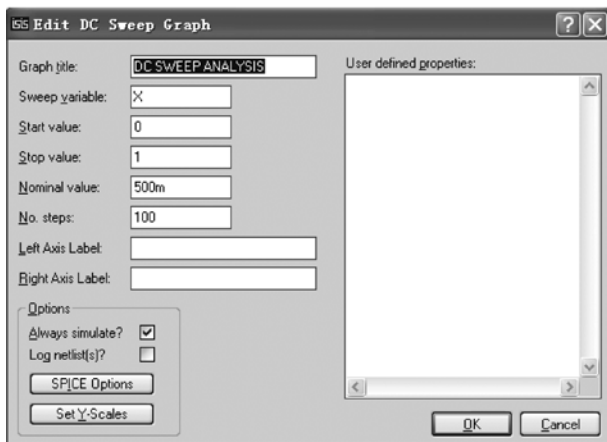 ISIS Edit DC Sweep Graph
Graph title: DC SWEEP ANALYSIS
Sweep variable: X
Start value: 0
Stop value: 1
Nominal value: 500m
No. steps: 100
Left Axis Label:
Right Axis Label:
Options
Always simulate?
Log netlist(s)?
SPICE Options
Set Y-Scales
User defined properties:
OK
Cancel